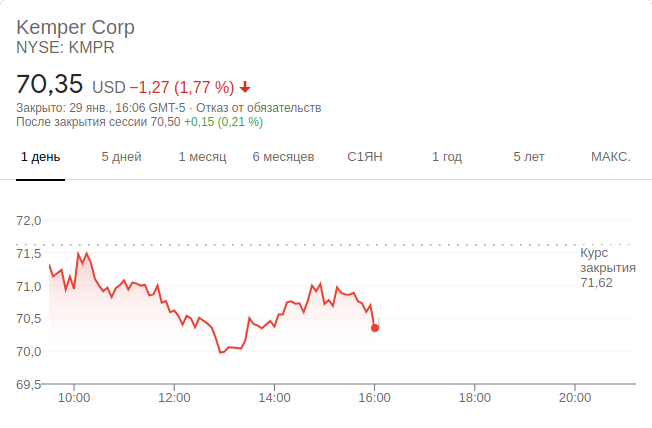 Kemper Corp
NYSE: KMPR
70,35 USD −1,27 (1,77 %)
Закрыто: 29 янв., 16:06 GMT-5 · Отказ от обязательств
После закрытия сессии 70,50 +0,15 (0,21 %)
1 день 5 дней 1 месяц 6 месяцев С1ЯН 1 год 5 лет МАКС.
72,0
71,5
71,0
70,5
70,0
69,5
Курс
закрытия
71,62
10:00 12:00 14:00 16:00 18:00 20:00